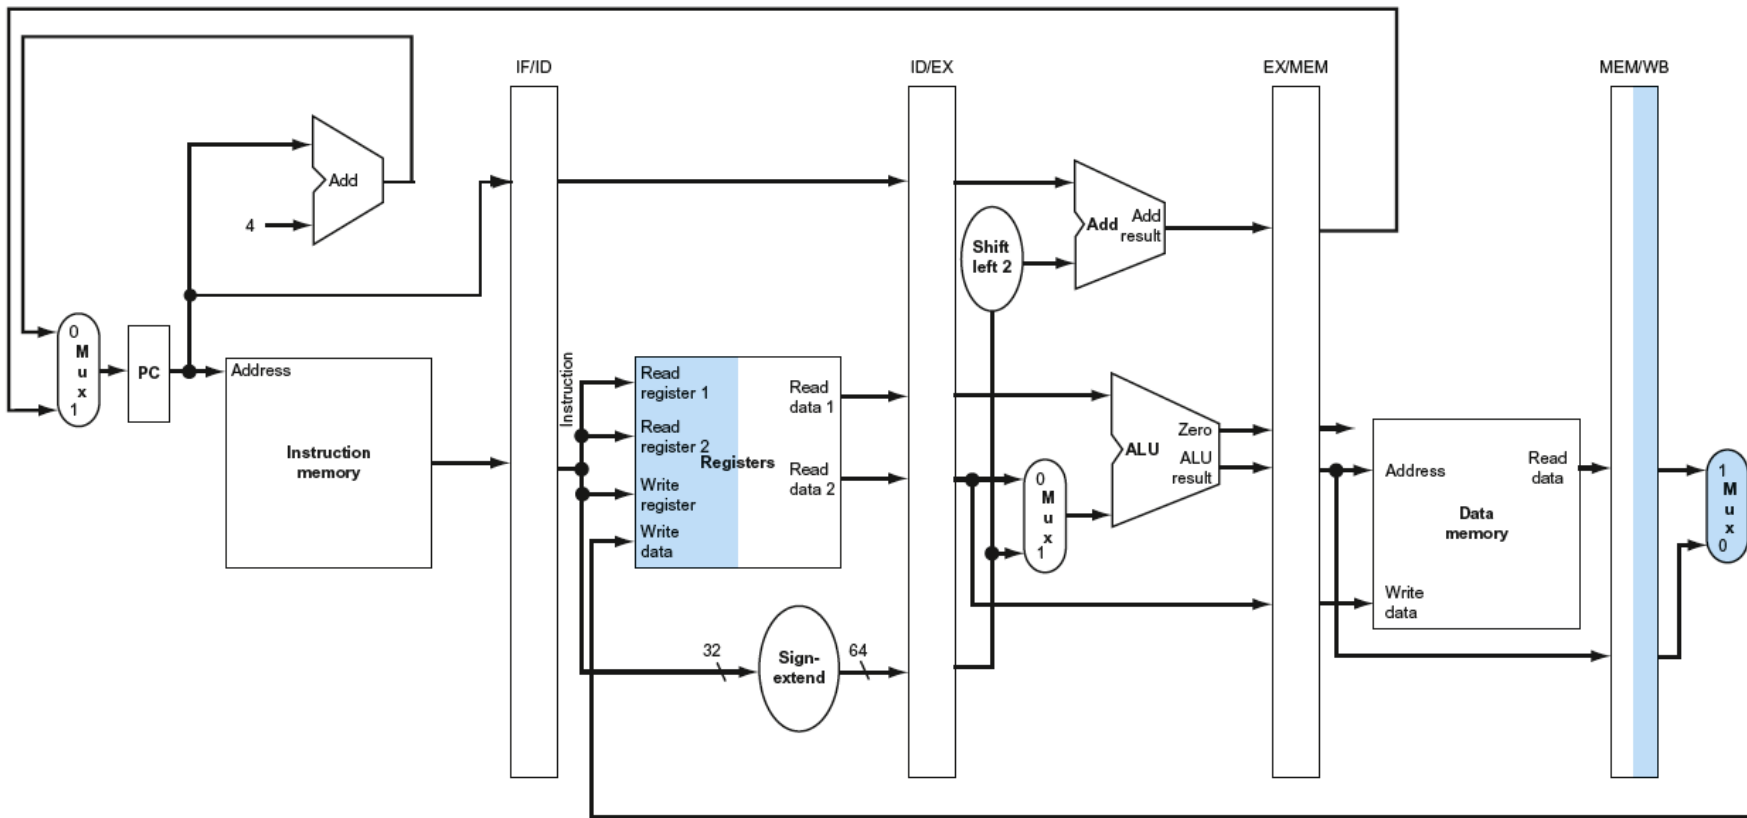 IF/ID
ID/EX
EX/MEM
MEM/WB
Add
4
Add
Add
result
Shift
left 2
0
M
u
x
1
PC
Address
Instruction
memory
Instruction
Read
register 1
Read
register 2
Registers
Write
register
Write
data
Read
data 1
Read
data 2
32
Sign-
extend
64
0
M
u
x
1
ALU
Zero
ALU
result
Address
Read
data
Data
memory
Write
data
1
M
u
x
0